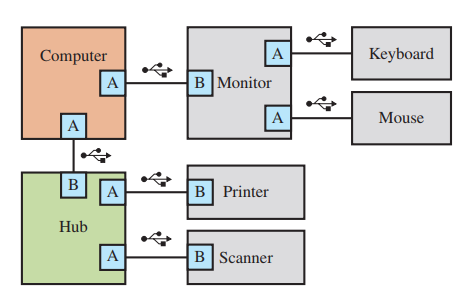 Computer
A
A
B Monitor
A
A
Keyboard
Mouse
B
Hub
A
A
B Printer
B Scanner